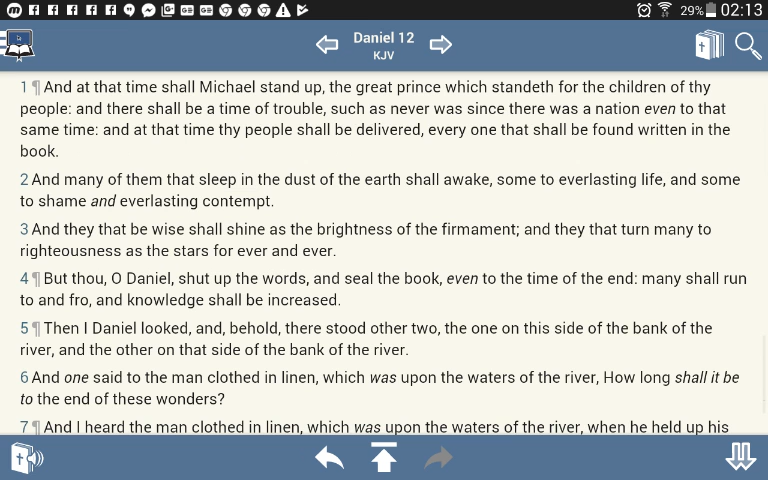 29% 02:13
Daniel 12
KJV
1 ¶ And at that time shall Michael stand up, the great prince which standeth for the children of thy
people: and there shall be a time of trouble, such as never was since there was a nation even to that
same time: and at that time thy people shall be delivered, every one that shall be found written in the
book.
2 And many of them that sleep in the dust of the earth shall awake, some to everlasting life, and some
to shame and everlasting contempt.
3 And they that be wise shall shine as the brightness of the firmament; and they that turn many to
righteousness as the stars for ever and ever.
4 ¶ But thou, O Daniel, shut up the words, and seal the book, even to the time of the end: many shall run
to and fro, and knowledge shall be increased.
5 ¶ Then I Daniel looked, and, behold, there stood other two, the one on this side of the bank of the
river, and the other on that side of the bank of the river.
6 And one said to the man clothed in linen, which was upon the waters of the river, How long shall it be
to the end of these wonders?
7 ¶ And I heard the man clothed in linen, which was upon the waters of the river, when he held up his